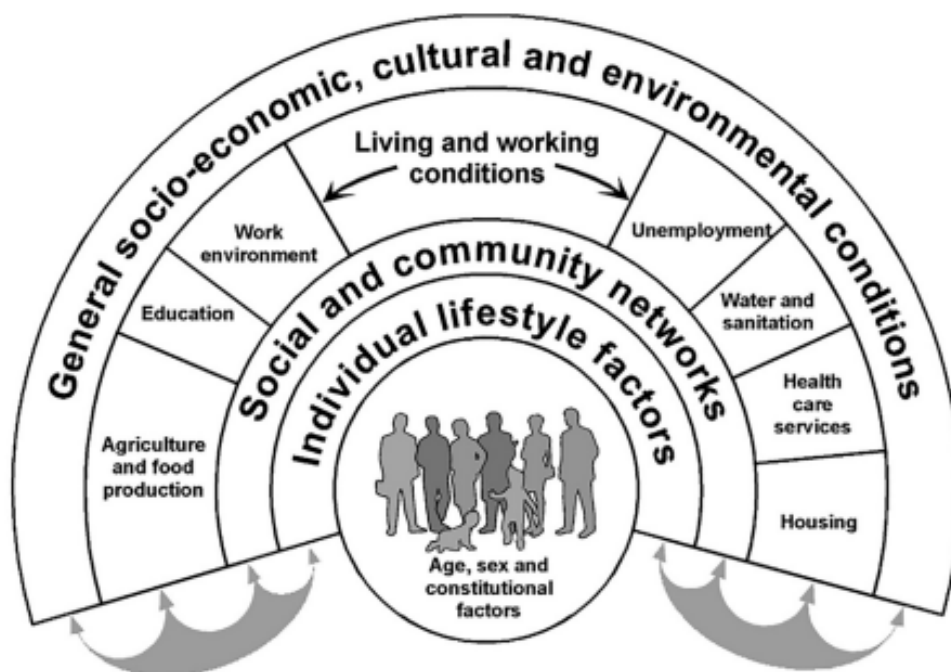 General socio-economic, cultural and environmental conditions
Living and working
conditions
Work
environment
Unemployment
Education
Water and
sanitation
Agriculture
and food
production
Health
care
services
Housing
Social and community networks
Individual lifestyle factors
Age, sex and
constitutional
factors